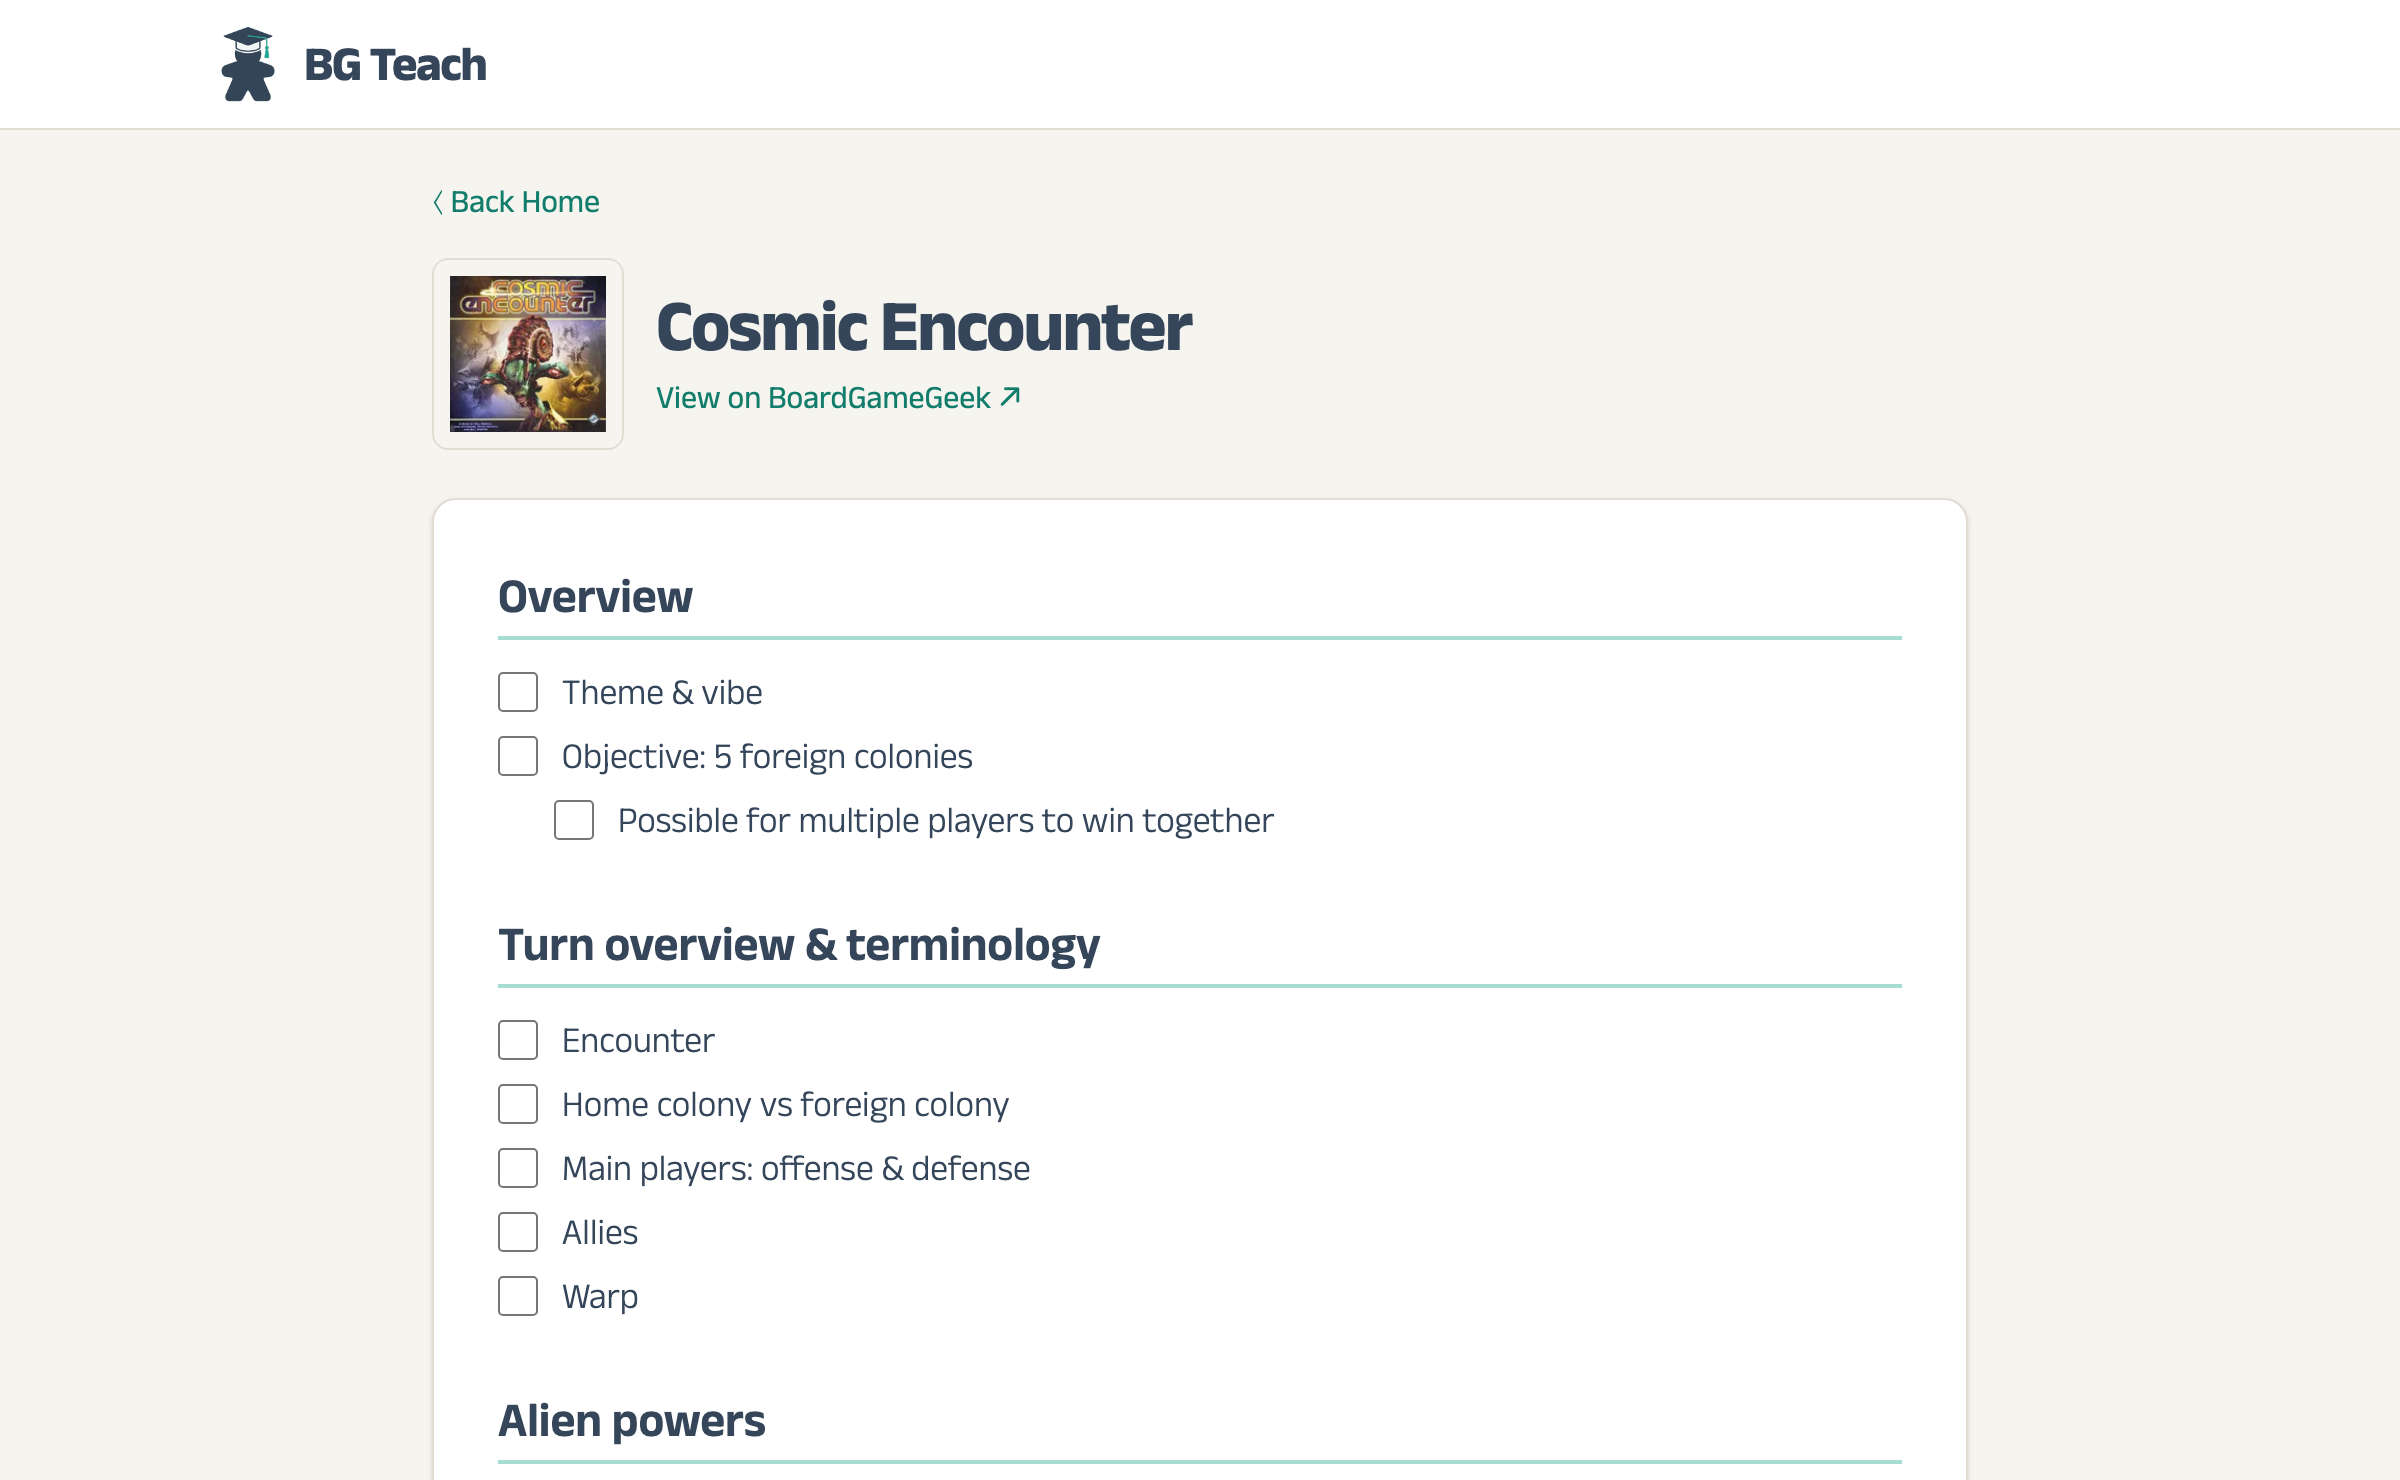 BG Teach
Back Home
COSMIC
encounter
Cosmic Encounter
View on BoardGameGeek
Overview
Theme & vibe
Objective: 5 foreign colonies
Possible for multiple players to win together
Turn overview & terminology
Encounter
Home colony vs foreign colony
Main players: offense & defense
Allies
Warp
Alien powers